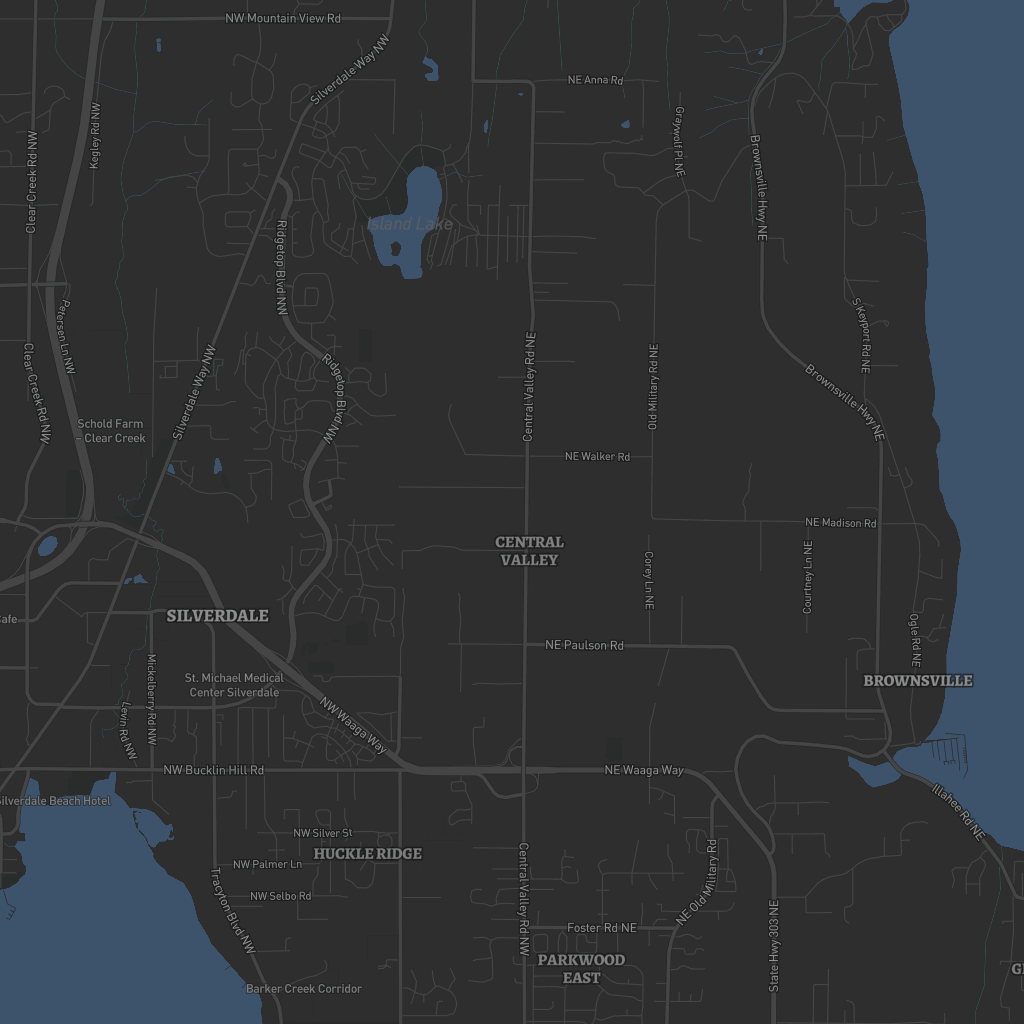 NW Mountain View Rd
Silverdale Way NW
NE Anna Rd
Kegley Rd NW
Clear Creek Rd NW
Greywolf Pl NE
Brownsville Hwy NE
Island Lake
Ridgetop Blvd NW
Petersen Ln NW
S Keyport Rd NE
Clear Creek Rd NW
Silverdale Way NW
Ridgetop Blvd NW
Central Valley Rd NE
Old Military Rd NE
Brownsville Hwy NE
Schold Farm
- Clear Creek
NE Walker Rd
NE Madison Rd
CENTRAL
VALLEY
Corey Ln NE
Courtney Ln NE
SILVERDALE
Safe
Ogle Rd NE
NE Paulson Rd
BROWNSVILLE
St. Michael Medical
Center Silverdale
Mickelberry Rd NW
Levin Rd NW
NW Waaga Way
NW Bucklin Hill Rd
NE Waaga Way
Silverdale Beach Hotel
Illahee Rd NE
NW Silver St
HUCKLE RIDGE
NW Palmer Ln
NW Selbo Rd
Tracyton Blvd NW
Central Valley Rd NW
NE Old Military Rd
State Hwy 303 NE
Foster Rd NE
PARKWOOD
EAST
Barker Creek Corridor